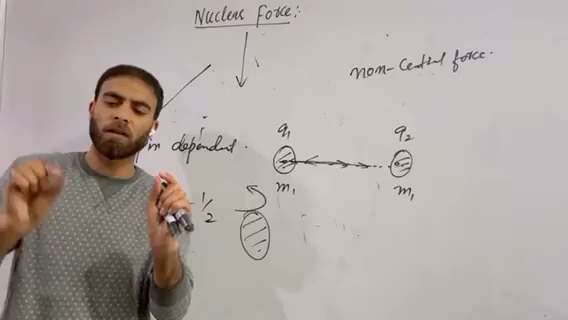 Nuclear Force:
non-Central force.
dependent.
q1 q2
m1 m1
1/2